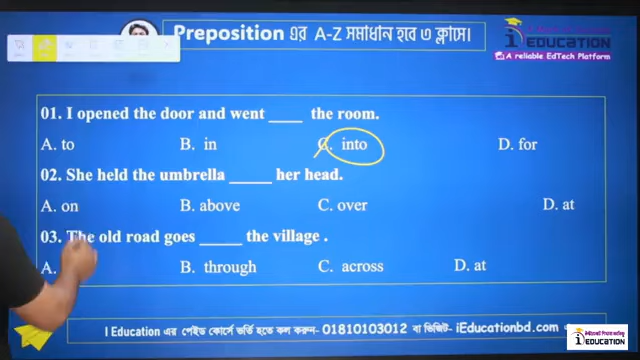 Preposition এর A-Z সমাধান হবে ৩ ক্লাসে।
i EDUCATION
A reliable EdTech Platform
01. I opened the door and went ____ the room.
A. to B. in C. into D. for
02. She held the umbrella _____ her head.
A. on B. above C. over D. at
03. The old road goes _____ the village .
A. B. through C. across D. at
I Education এর পেইড কোর্সে ভর্তি হতে কল করুন- 01810103012 বা ভিজিট- iEducationbd.com
EDUCATION